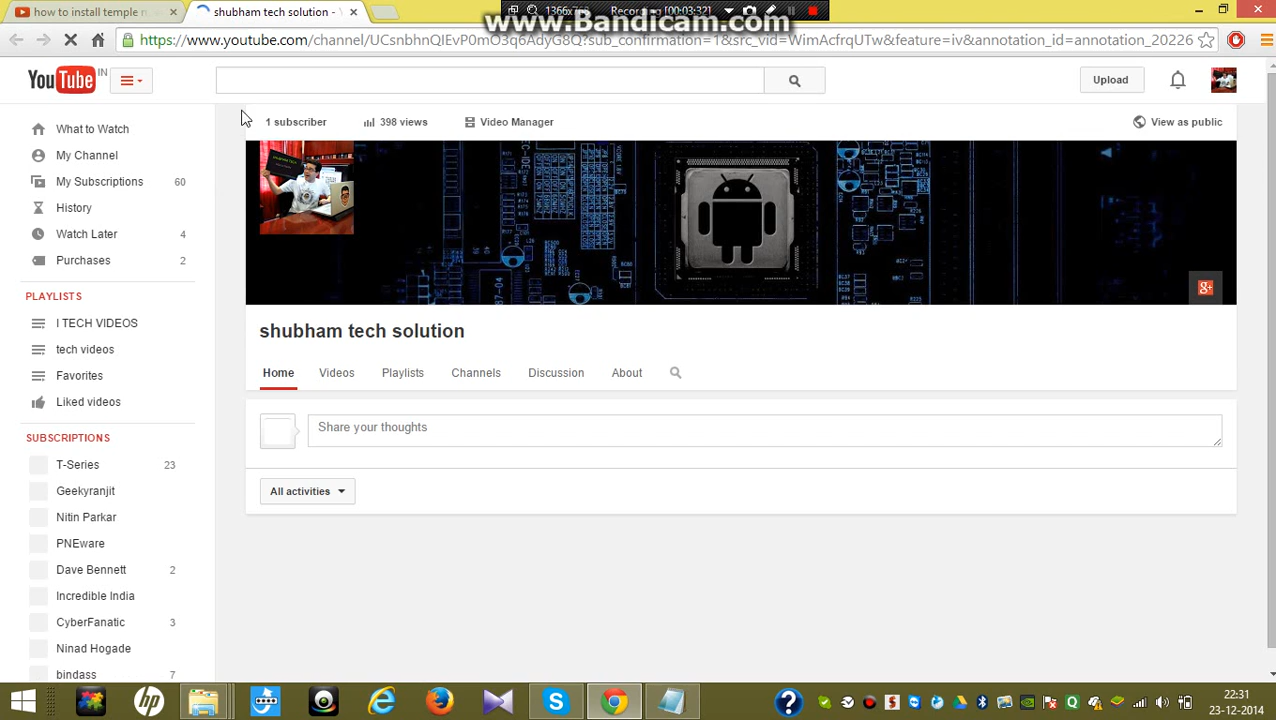 how to install temple r
shubham tech solution -
1366x768
Recording [00:03:32]
www.Bandicam.com
https://www.youtube.com/channel/UCsnbhnQIEvP0mO3q6AdyG8Q?sub_confirmation=1&src_vid=WimAcfrqUTw&feature=iv&annotation_id=annotation_20226
YouTube IN
Upload
What to Watch
My Channel
My Subscriptions 60
History
Watch Later 4
Purchases 2
PLAYLISTS
I TECH VIDEOS
tech videos
Favorites
Liked videos
SUBSCRIPTIONS
T-Series 23
Geekyranjit
Nitin Parkar
PNEware
Dave Bennett 2
Incredible India
CyberFanatic 3
Ninad Hogade
bindass 7
1 subscriber 398 views Video Manager View as public
g+
shubham tech solution
Home Videos Playlists Channels Discussion About
Share your thoughts
All activities
22:31
23-12-2014